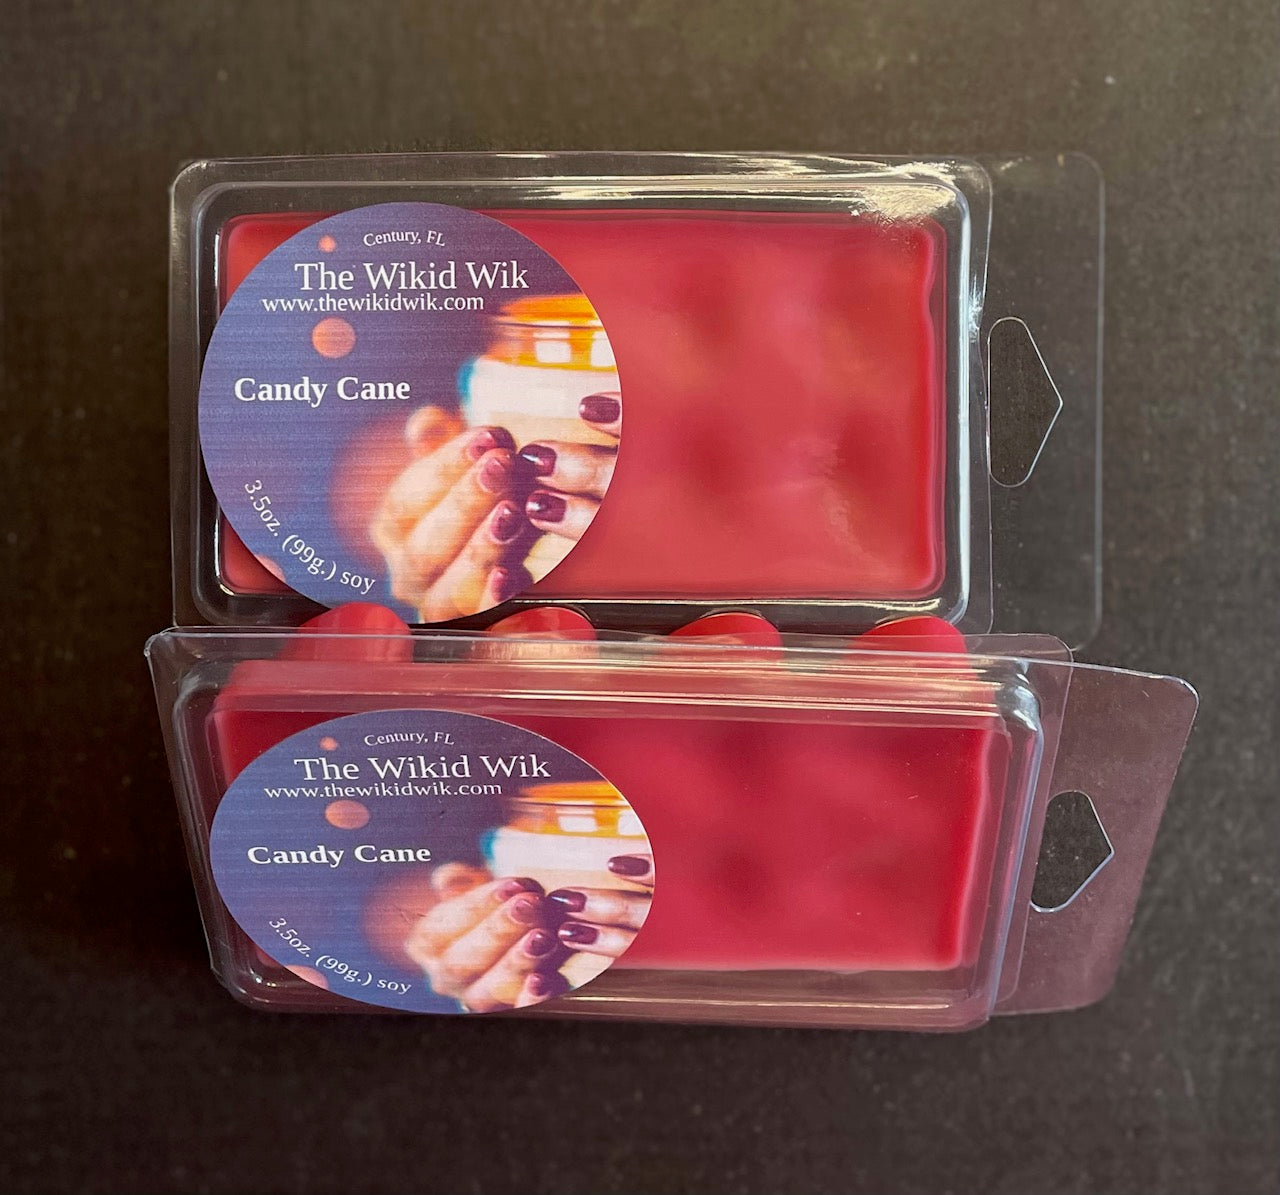 Century, FL
The Wikid Wik
www.thewikidwik.com
Candy Cane
3.5oz. (99g.) soy
Century, FL
The Wikid Wik
www.thewikidwik.com
Candy Cane
3.5oz. (99g.) soy